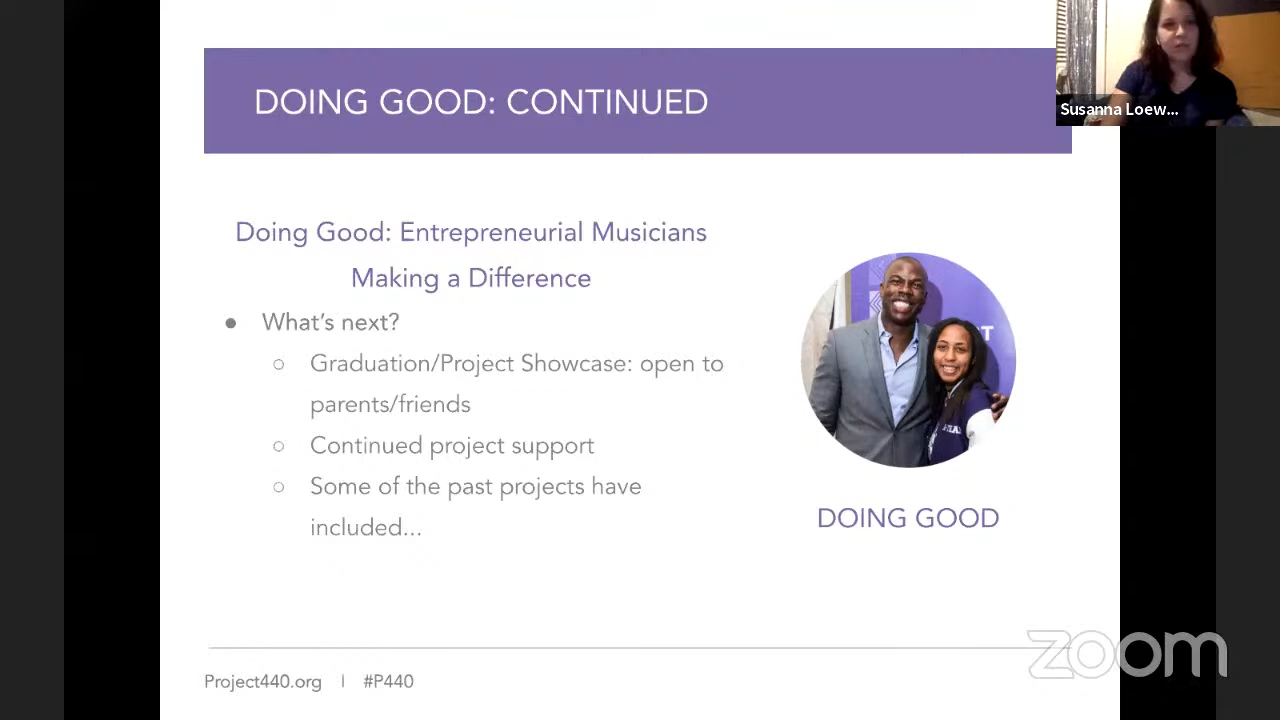 DOING GOOD: CONTINUED
Susanna Loew...
Doing Good: Entrepreneurial Musicians
Making a Difference
● What's next?
○ Graduation/Project Showcase: open to
parents/friends
○ Continued project support
○ Some of the past projects have
included...
DOING GOOD
Project440.org | #P440
zoom